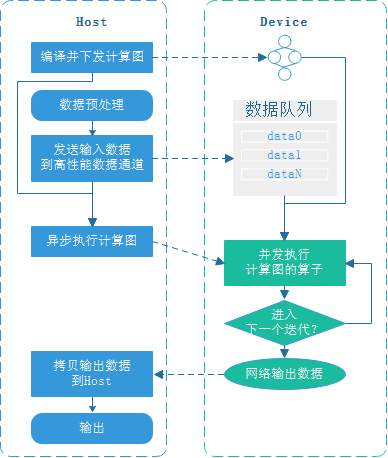 Host
编译并下发计算图
数据预处理
发送输入数据
到高性能数据通道
异步执行计算图
拷贝输出数据
到Host
输出
Device
数据队列
data0
data1
dataN
并发执行
计算图的算子
进入
下一个迭代?
网络输出数据